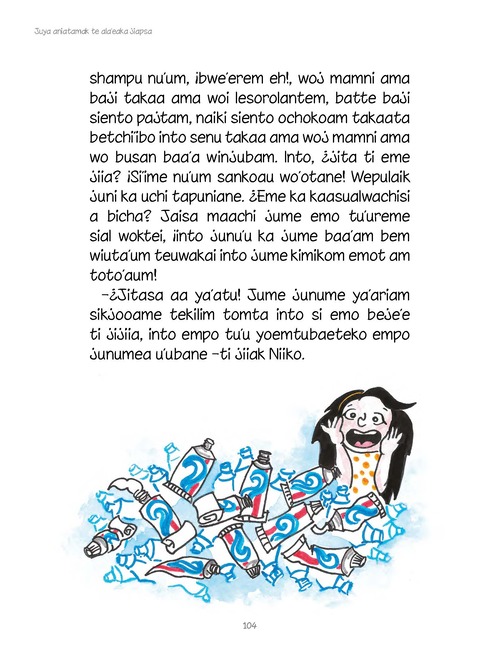 Juya aniatamak te ala'eaka jiapsa
shampu nu'um, ¡bwe'erem eh!, woj mamni ama
baji takaa ama woi lesorolantem, batte baji
siento pajtam, naiki siento ochokoam takaata
betchi'ibo into senu takaa ama woj mamni ama
wo busan baa'a winjubam. Into, ¿jita ti eme
jiia? ¡Si'ime nu'um sankoau wo'otane! Wepulaik
juni ka uchi tapuniane. ¿Eme ka kaasualwachisi
a bicha? Jaisa maachi jume emo tu'ureme
sial woktei, ¡into junu'u ka jume baa'am bem
wiuta'um teuwakai into jume kimikom emot am
toto'aum!
–¿Jitasa aa ya'atu! Jume junume ya'ariam
sikjooame tekilim tomta into si emo beje'e
ti jijiia, into empo tu'u yoemtubaeteko empo
junumea u'ubane –ti jiiak Niiko.
104